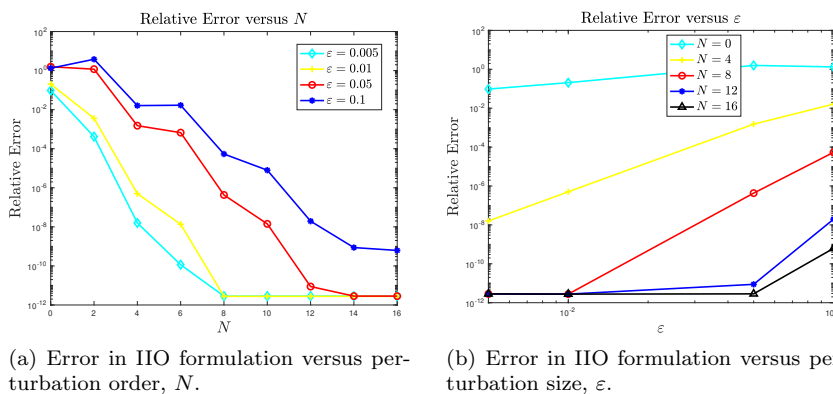 Relative Error versus N
10^2
10^0
10^-2
10^-4
10^-6
10^-8
10^-10
10^-12
Relative Error
ε = 0.005
ε = 0.01
ε = 0.05
ε = 0.1
0 2 4 6 8 10 12 14 16
N
(a) Error in IIO formulation versus per-
turbation order, N.
Relative Error versus ε
10^2
10^0
10^-2
10^-4
10^-6
10^-8
10^-10
10^-12
Relative Error
N = 0
N = 4
N = 8
N = 12
N = 16
10^-2
ε
(b) Error in IIO formulation versus per
turbation size, ε.